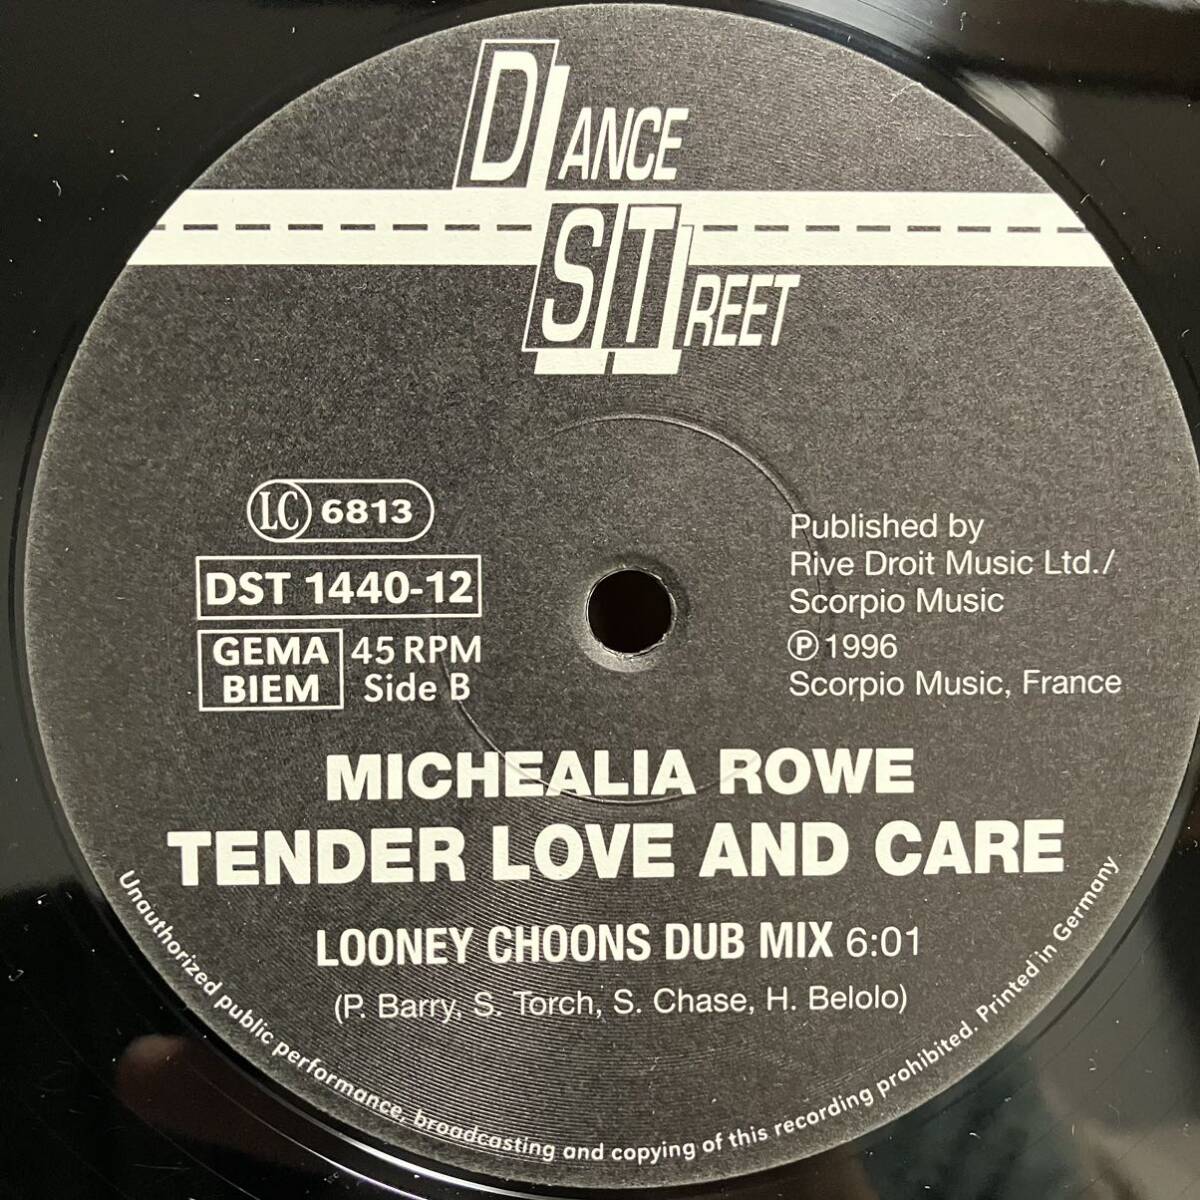 DANCE
STREET
LC 6813
DST 1440-12
GEMA
BIEM
45 RPM
Side B
Published by
Rive Droit Music Ltd./
Scorpio Music
℗ 1996
Scorpio Music, France
MICHEALIA ROWE
TENDER LOVE AND CARE
LOONEY CHOONS DUB MIX 6:01
(P. Barry, S. Torch, S. Chase, H. Belolo)
Unauthorized public performance, broadcasting and copying of this recording prohibited. Printed in Germany